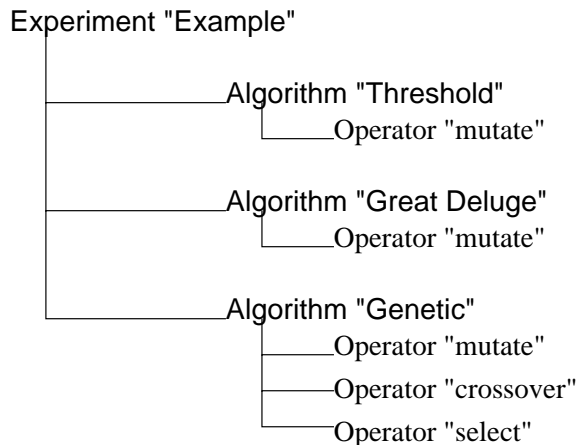 Experiment "Example"
Algorithm "Threshold"
Operator "mutate"
Algorithm "Great Deluge"
Operator "mutate"
Algorithm "Genetic"
Operator "mutate"
Operator "crossover"
Operator "select"